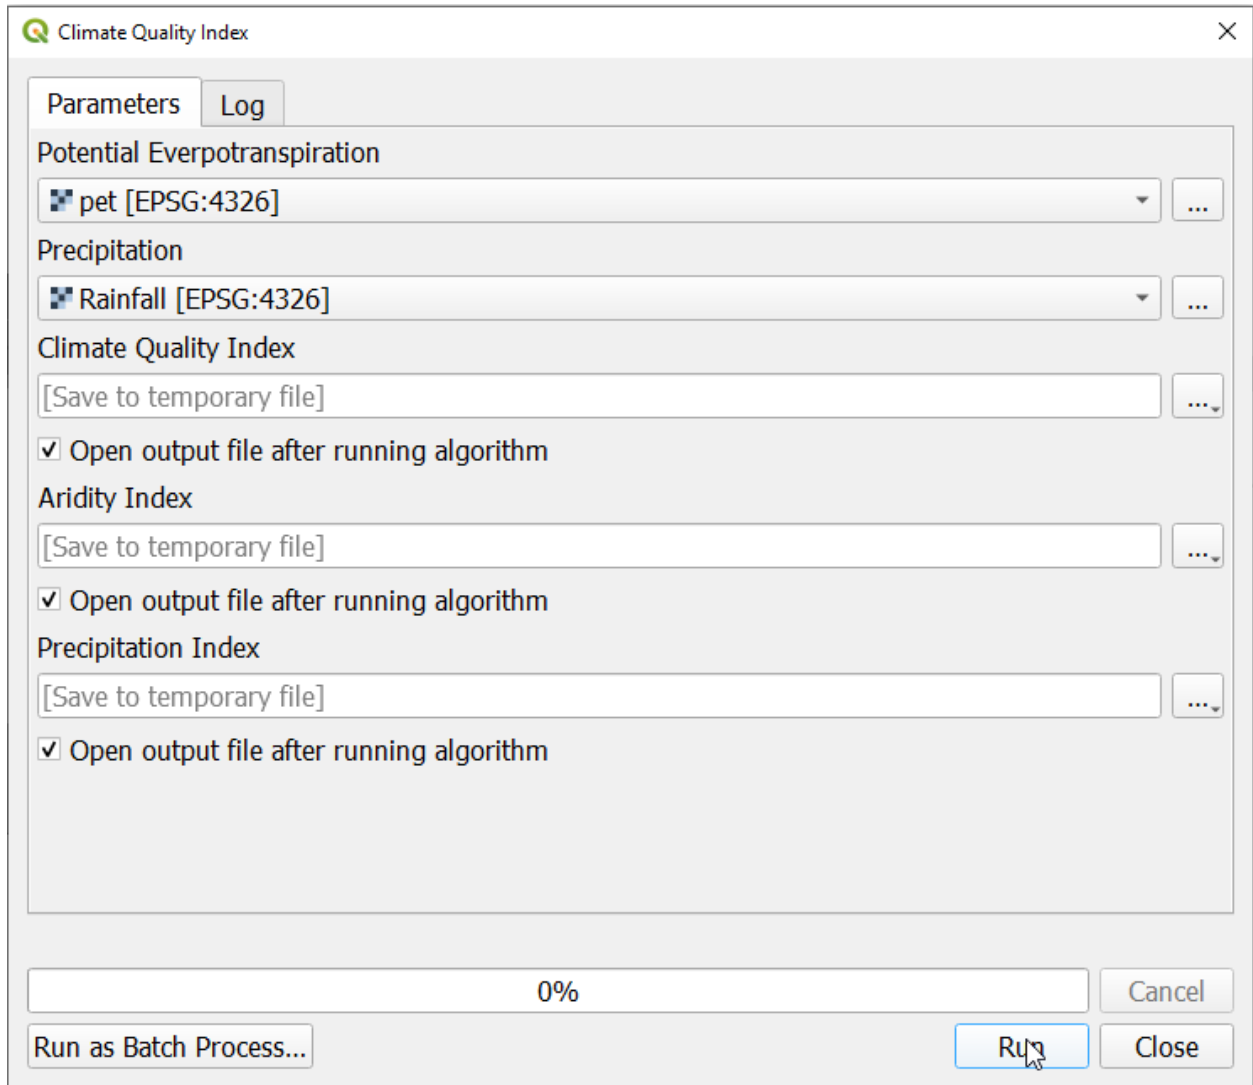 Climate Quality Index
Parameters Log
Potential Everpotranspiration
pet [EPSG:4326] ...
Precipitation
Rainfall [EPSG:4326] ...
Climate Quality Index
[Save to temporary file] ...
Open output file after running algorithm
Aridity Index
[Save to temporary file] ...
Open output file after running algorithm
Precipitation Index
[Save to temporary file] ...
Open output file after running algorithm
0% Cancel
Run as Batch Process... Run Close